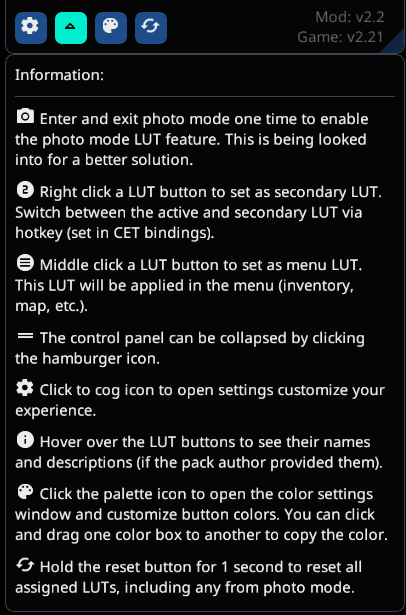 Mod: v2.2
Game: v2.21
Information:
Enter and exit photo mode one time to enable
the photo mode LUT feature. This is being looked
into for a better solution.
2 Right click a LUT button to set as secondary LUT.
Switch between the active and secondary LUT via
hotkey (set in CET bindings).
Middle click a LUT button to set as menu LUT.
This LUT will be applied in the menu (inventory,
map, etc.).
The control panel can be collapsed by clicking
the hamburger icon.
Click to cog icon to open settings customize your
experience.
Hover over the LUT buttons to see their names
and descriptions (if the pack author provided them).
Click the palette icon to open the color settings
window and customize button colors. You can click
and drag one color box to another to copy the color.
Hold the reset button for 1 second to reset all
assigned LUTs, including any from photo mode.